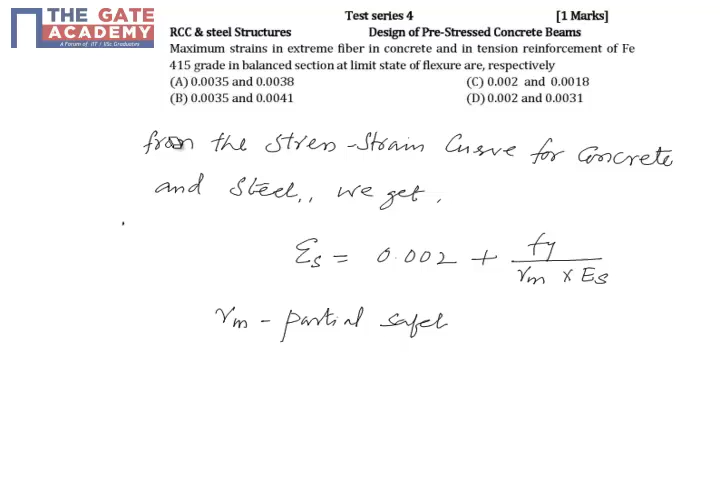 THE GATE
ACADEMY
A Forum of IIT / IISc Graduates
Test series 4 [1 Marks]
RCC & steel Structures Design of Pre-Stressed Concrete Beams
Maximum strains in extreme fiber in concrete and in tension reinforcement of Fe
415 grade in balanced section at limit state of flexure are, respectively
(A) 0.0035 and 0.0038 (C) 0.002 and 0.0018
(B) 0.0035 and 0.0041 (D) 0.002 and 0.0031
from the stress-strain Curve for Concrete
and steel,, we get,
Es = 0.002 + fy / (γm × Es)
γm - partial safet